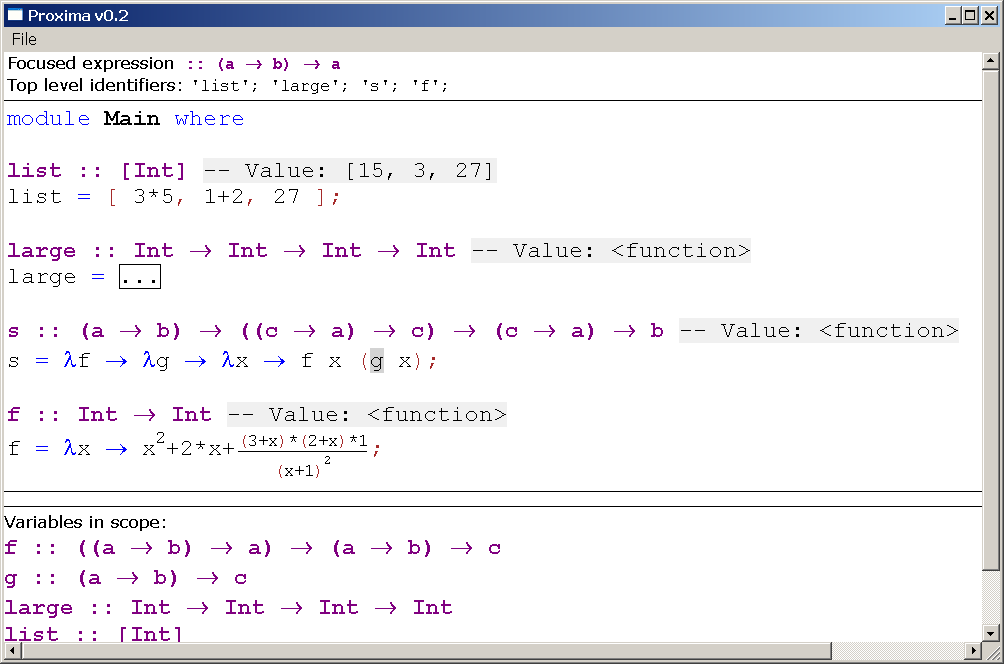 Proxima v0.2
File
Focused expression :: (a → b) → a
Top level identifiers: 'list'; 'large'; 's'; 'f';
module Main where
list :: [Int] -- Value: [15, 3, 27]
list = [ 3*5, 1+2, 27 ];
large :: Int → Int → Int → Int -- Value: <function>
large = ...
s :: (a → b) → ((c → a) → c) → (c → a) → b -- Value: <function>
s = λf → λg → λx → f x (g x);
f :: Int → Int -- Value: <function>
f = λx → x²+2*x+(3+x)*(2+x)*1;
(x+1)²
Variables in scope:
f :: ((a → b) → a) → (a → b) → c
g :: (a → b) → c
large :: Int → Int → Int → Int
list :: [Int]